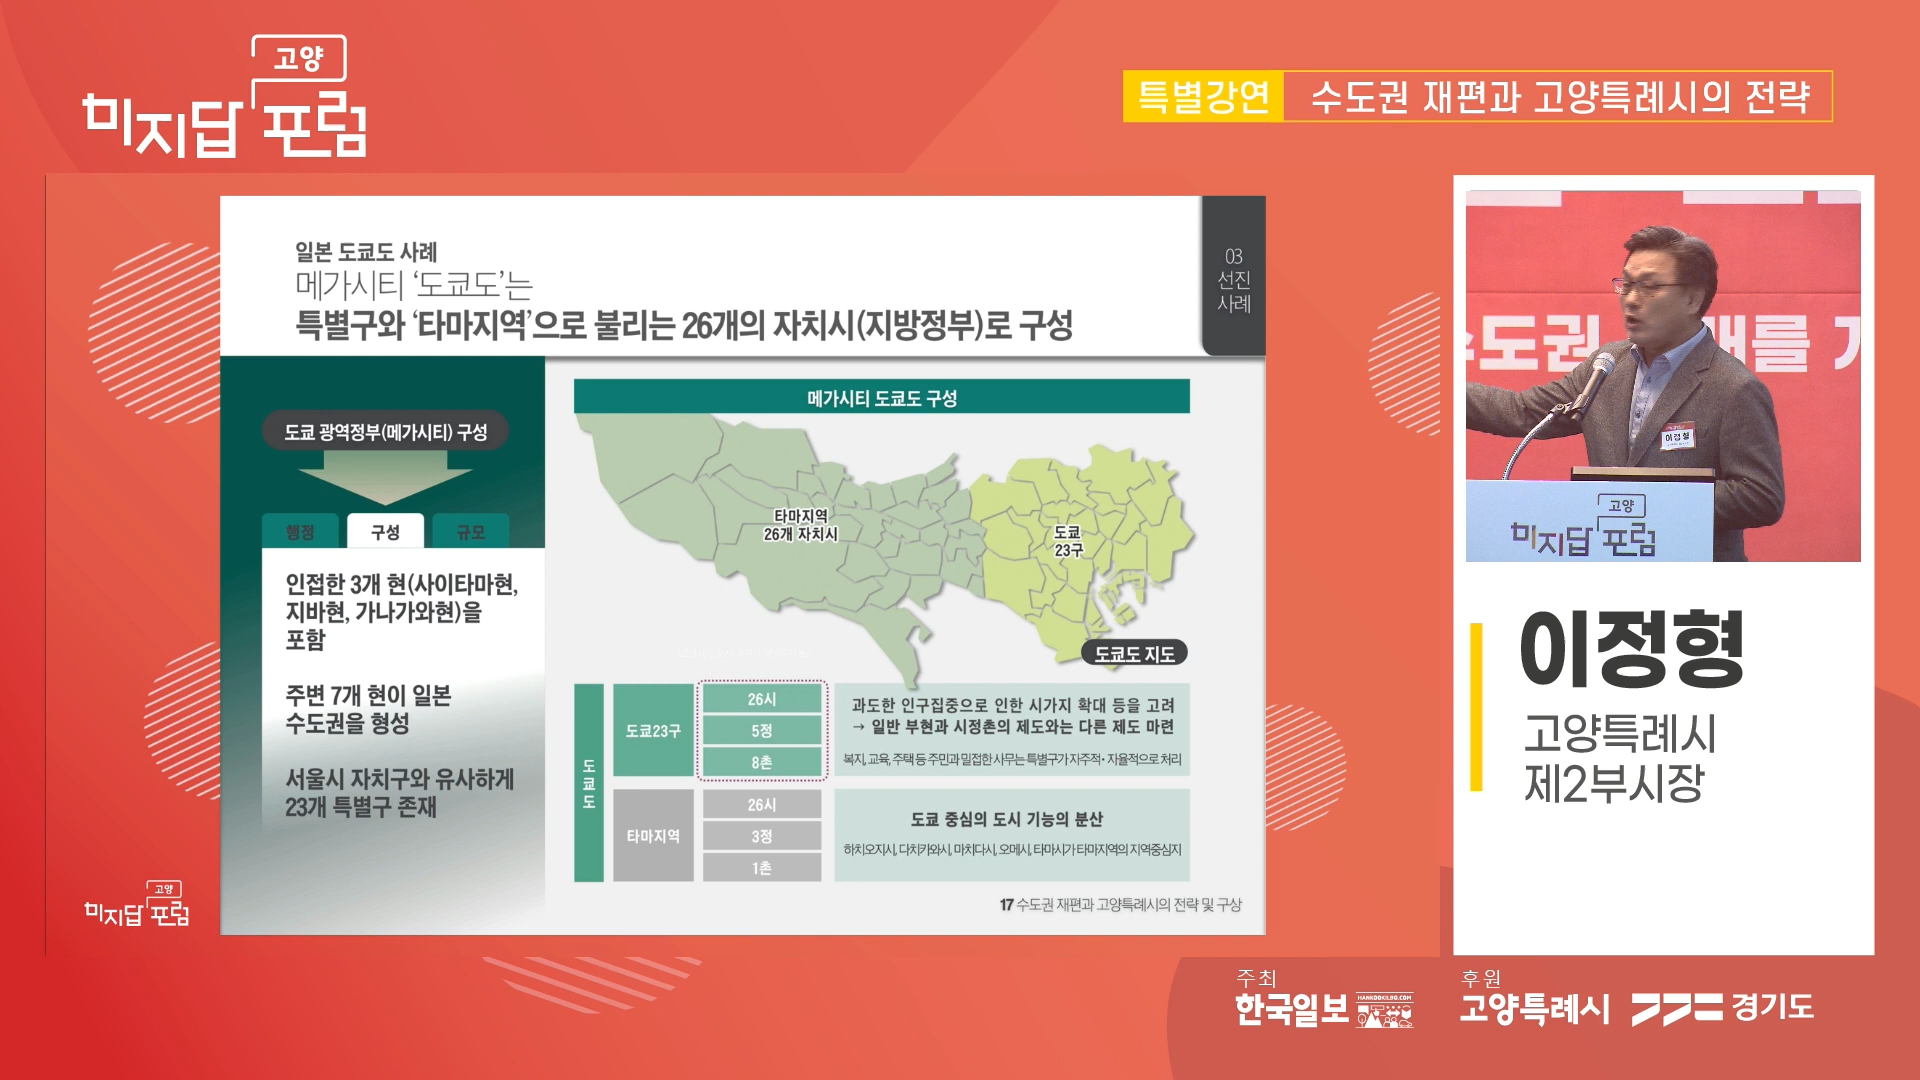 고양
미지답 포럼
특별강연 수도권 재편과 고양특례시의 전략
일본 도쿄도 사례
메가시티 ‘도쿄도’는
특별구와 ‘타마지역’으로 불리는 26개의 자치시(지방정부)로 구성
03
선진
사례
도쿄 광역정부(메가시티) 구성
행정 구성 규모
인접한 3개 현(사이타마현,
지바현, 가나가와현)을
포함
주변 7개 현이 일본
수도권을 형성
서울시 자치구와 유사하게
23개 특별구 존재
메가시티 도쿄도 구성
타마지역
26개 자치시
도쿄
23구
도쿄도 지도
도쿄도
도쿄23구
26시
5정
8촌
과도한 인구집중으로 인한 시가지 확대 등을 고려
→ 일반 부현과 시정촌의 제도와는 다른 제도 마련
복지, 교육, 주택 등 주민과 밀접한 사무는 특별구가 자주적·자율적으로 처리
타마지역
26시
3정
1촌
도쿄 중심의 도시 기능의 분산
하치오지시, 다치카와시, 마치다시, 오메시, 타마시가 타마지역의 지역중심지
17 수도권 재편과 고양특례시의 전략 및 구상
고양
미지답 포럼
수도권 래를
이정형
고양
미지답 포럼
이정형
고양특례시
제2부시장
주최
한국일보
HANKOOKILBO.COM
후원
고양특례시
경기도